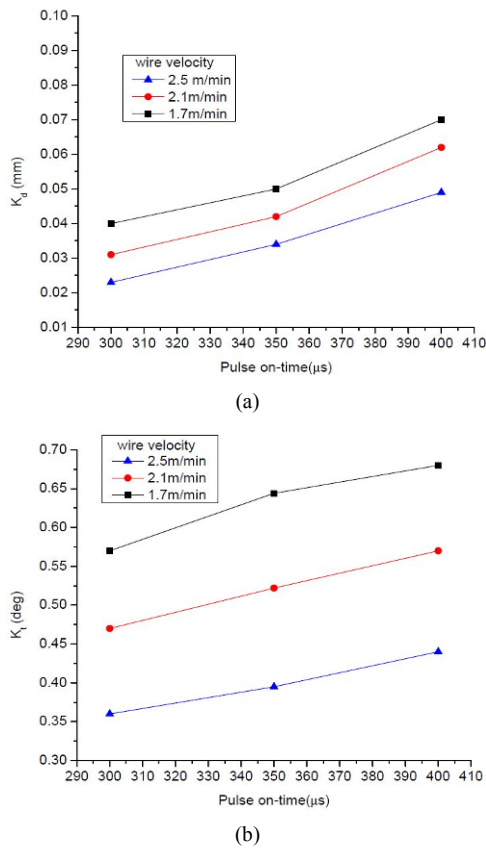 0.10
0.09
0.08
0.07
0.06
0.05
0.04
0.03
0.02
0.01
K_d (mm)
wire velocity
2.5 m/min
2.1m/min
1.7m/min
290 300 310 320 330 340 350 360 370 380 390 400 410
Pulse on-time(μs)
(a)
0.70
0.65
0.60
0.55
0.50
0.45
0.40
0.35
0.30
K_t (deg)
wire velocity
2.5m/min
2.1m/min
1.7m/min
290 300 310 320 330 340 350 360 370 380 390 400 410
Pulse on-time(μs)
(b)